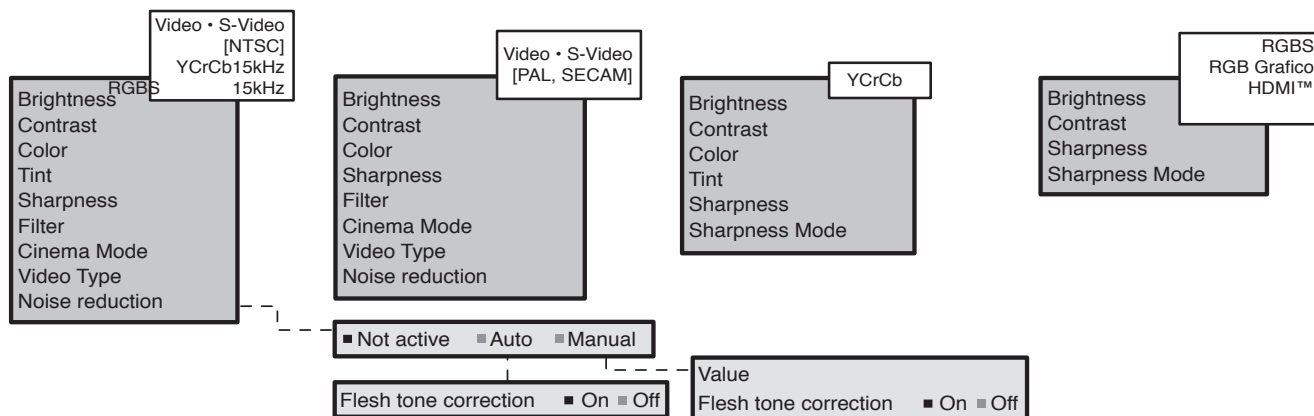 Video • S-Video
[NTSC]
YCrCb15kHz
RGBS 15kHz
Brightness
Contrast
Color
Tint
Sharpness
Filter
Cinema Mode
Video Type
Noise reduction
Video • S-Video
[PAL, SECAM]
Brightness
Contrast
Color
Sharpness
Filter
Cinema Mode
Video Type
Noise reduction
YCrCb
Brightness
Contrast
Color
Tint
Sharpness
Sharpness Mode
RGBS
RGB Grafico
HDMI™
Brightness
Contrast
Sharpness
Sharpness Mode
Not active Auto Manual
Flesh tone correction On Off
Value
Flesh tone correction On Off